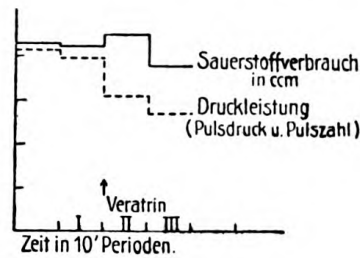 Sauerstoffverbrauch
in ccm
Druckleistung
(Pulsdruck u. Pulszahl)
Veratrin
I II III
Zeit in 10' Perioden.